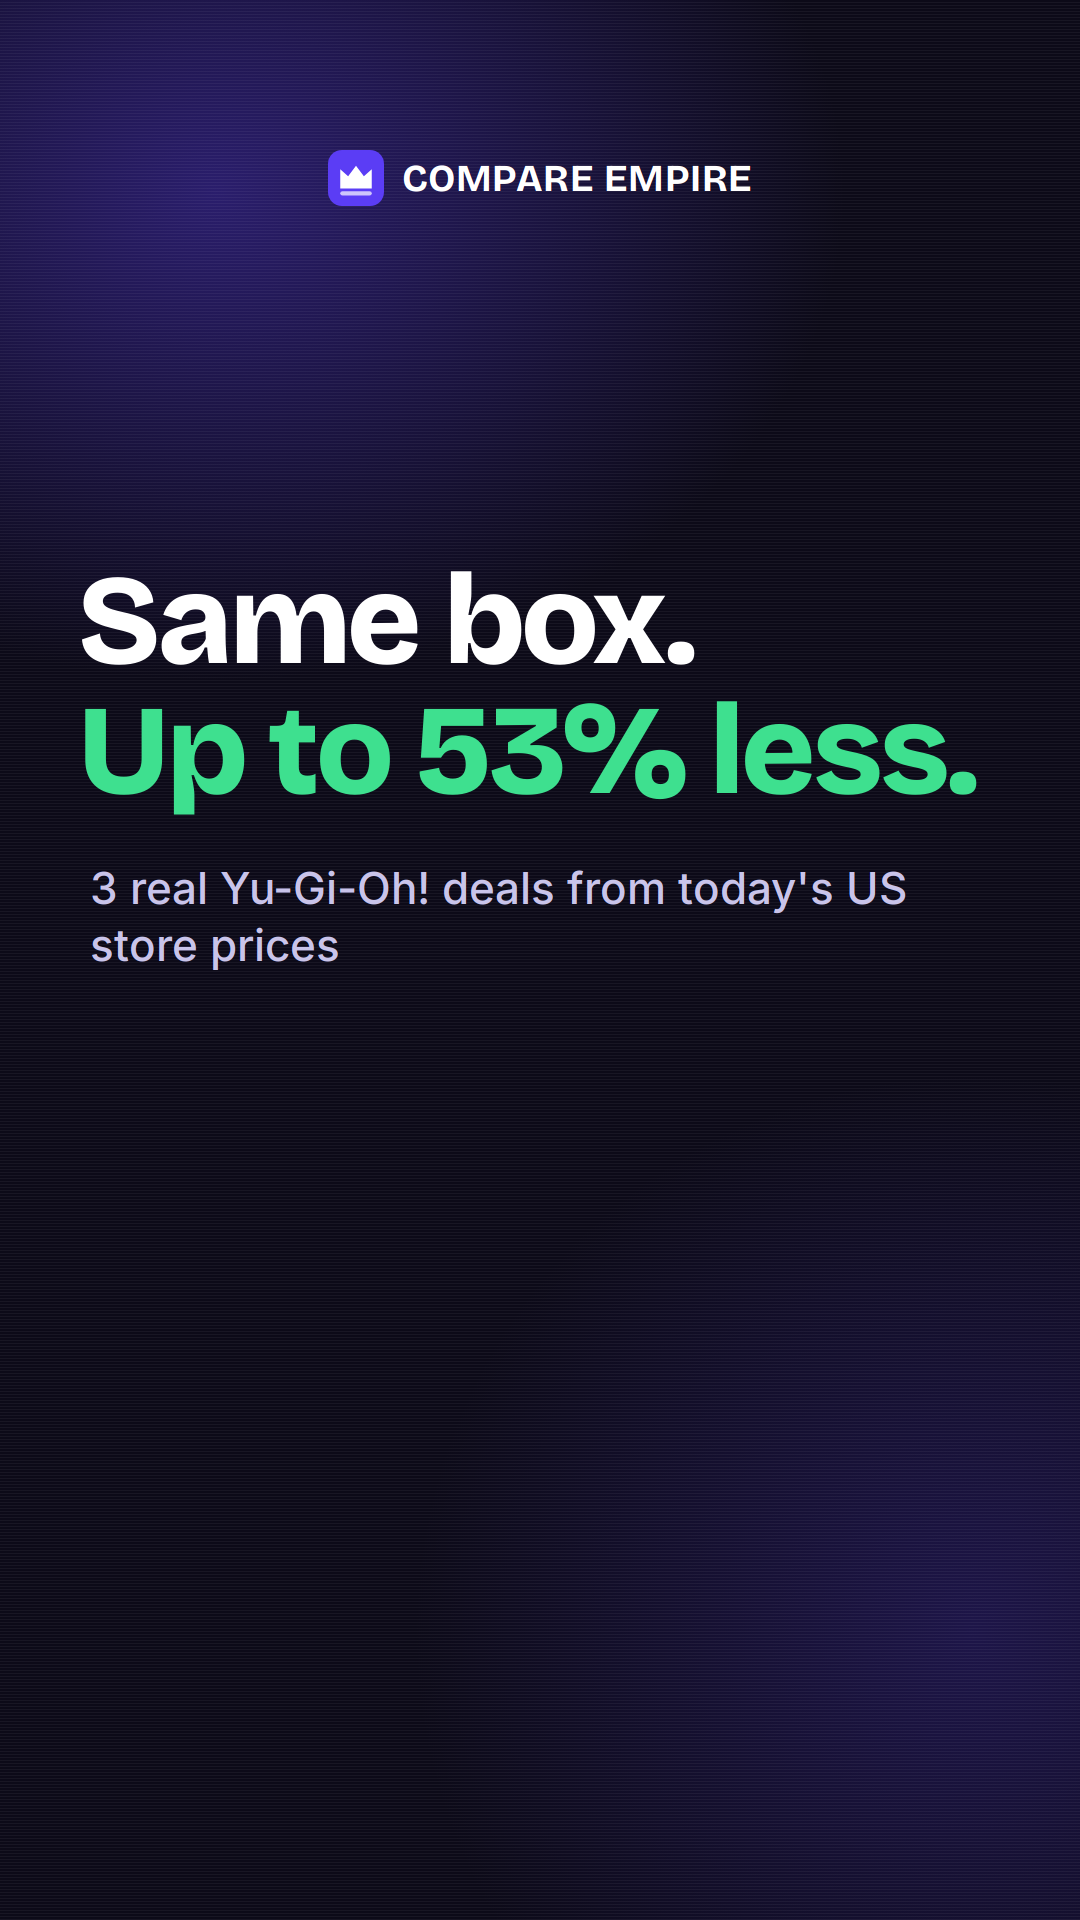 COMPARE EMPIRE
Same box.
Up to 53% less.
3 real Yu-Gi-Oh! deals from today's US
store prices